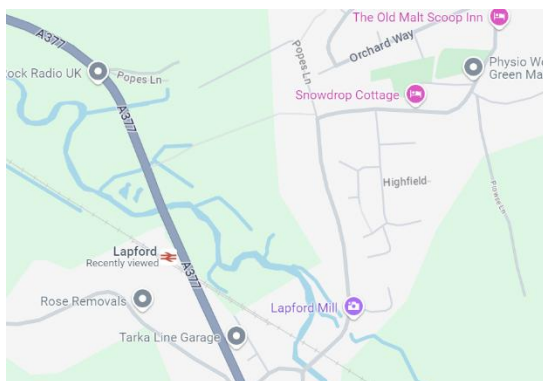 The Old Malt Scoop Inn
A377
Orchard Way
Popes Ln
ock Radio UK
Popes Ln
Physio We
Green Ma
Snowdrop Cottage
A377
Highfield
Lapford
Recently viewed
A377
Rose Removals
Lapford Mill
Tarka Line Garage